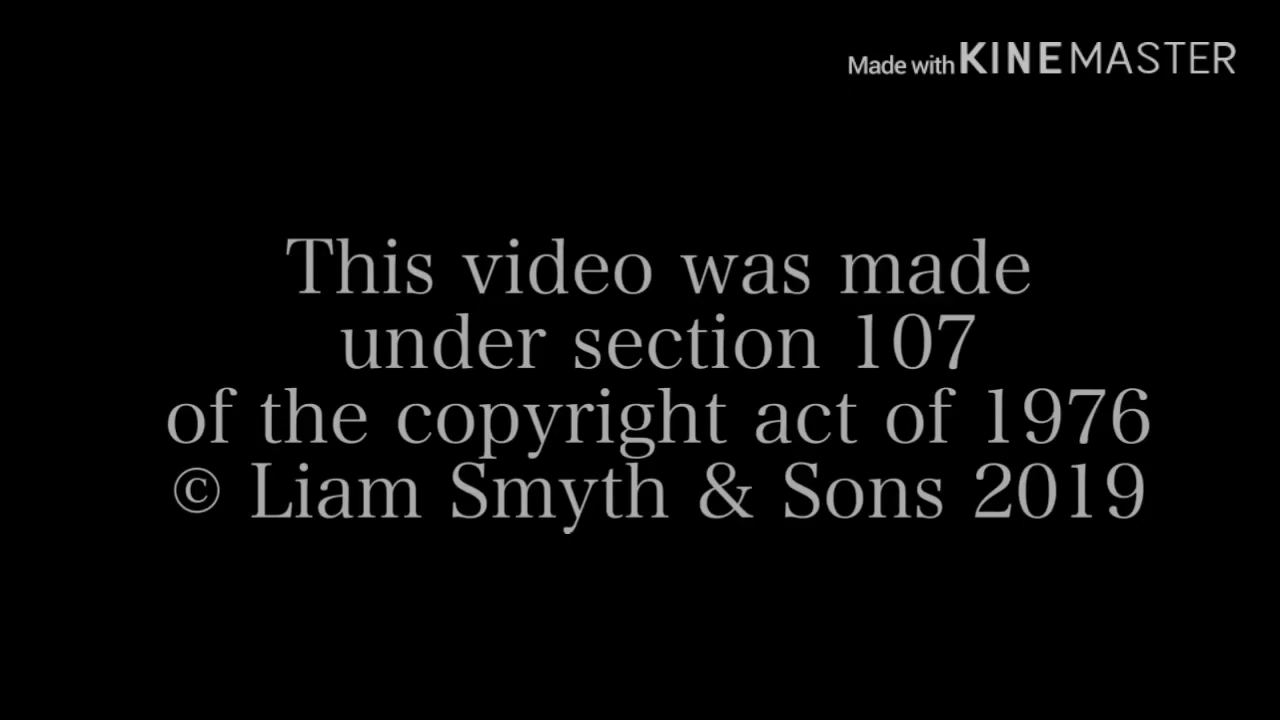 Made with KINEMASTER
This video was made
under section 107
of the copyright act of 1976
© Liam Smyth & Sons 2019